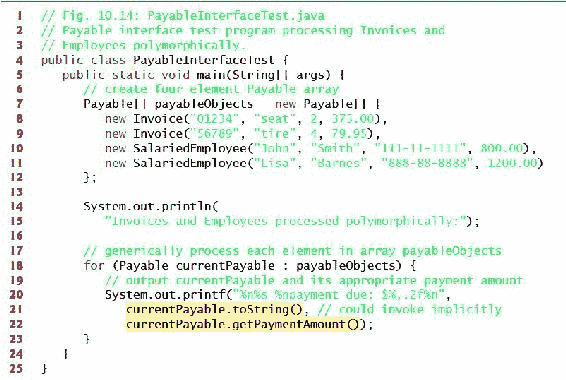 1 // Fig. 10.14: PayableInterfaceTest.java
2 // Payable interface test program processing Invoices and
3 // Employees polymorphically.
4 public class PayableInterfaceTest {
5 public static void main(String[] args) {
6 // create four element Payable array
7 Payable[] payableObjects new Payable[] {
8 new Invoice("01234", "seat", 2, 375.00),
9 new Invoice("56789", "tire", 4, 79.95),
10 new SalariedEmployee("John", "Smith", "111-11-1111", 800.00),
11 new SalariedEmployee("Lisa", "Barnes", "888-88-8888", 1200.00)
12 };
13
14 System.out.println(
15 "Invoices and Employees processed polymorphically:");
16
17 // generically process each element in array payableObjects
18 for (Payable currentPayable : payableObjects) {
19 // output currentPayable and its appropriate payment amount
20 System.out.printf("%n%s %npayment due: $%,.2f%n",
21 currentPayable.toString(), // could invoke implicitly
22 currentPayable.getPaymentAmount());
23 }
24 }
25 }